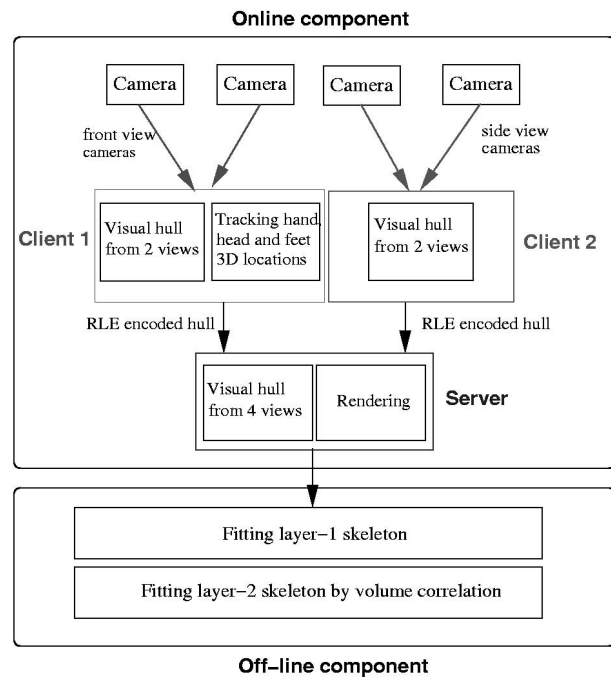 Online component
Camera
Camera
Camera
Camera
front view
cameras
side view
cameras
Client 1
Visual hull
from 2 views
Tracking hand,
head and feet
3D locations
Visual hull
from 2 views
Client 2
RLE encoded hull
RLE encoded hull
Visual hull
from 4 views
Rendering
Server
Fitting layer−1 skeleton
Fitting layer−2 skeleton by volume correlation
Off−line component